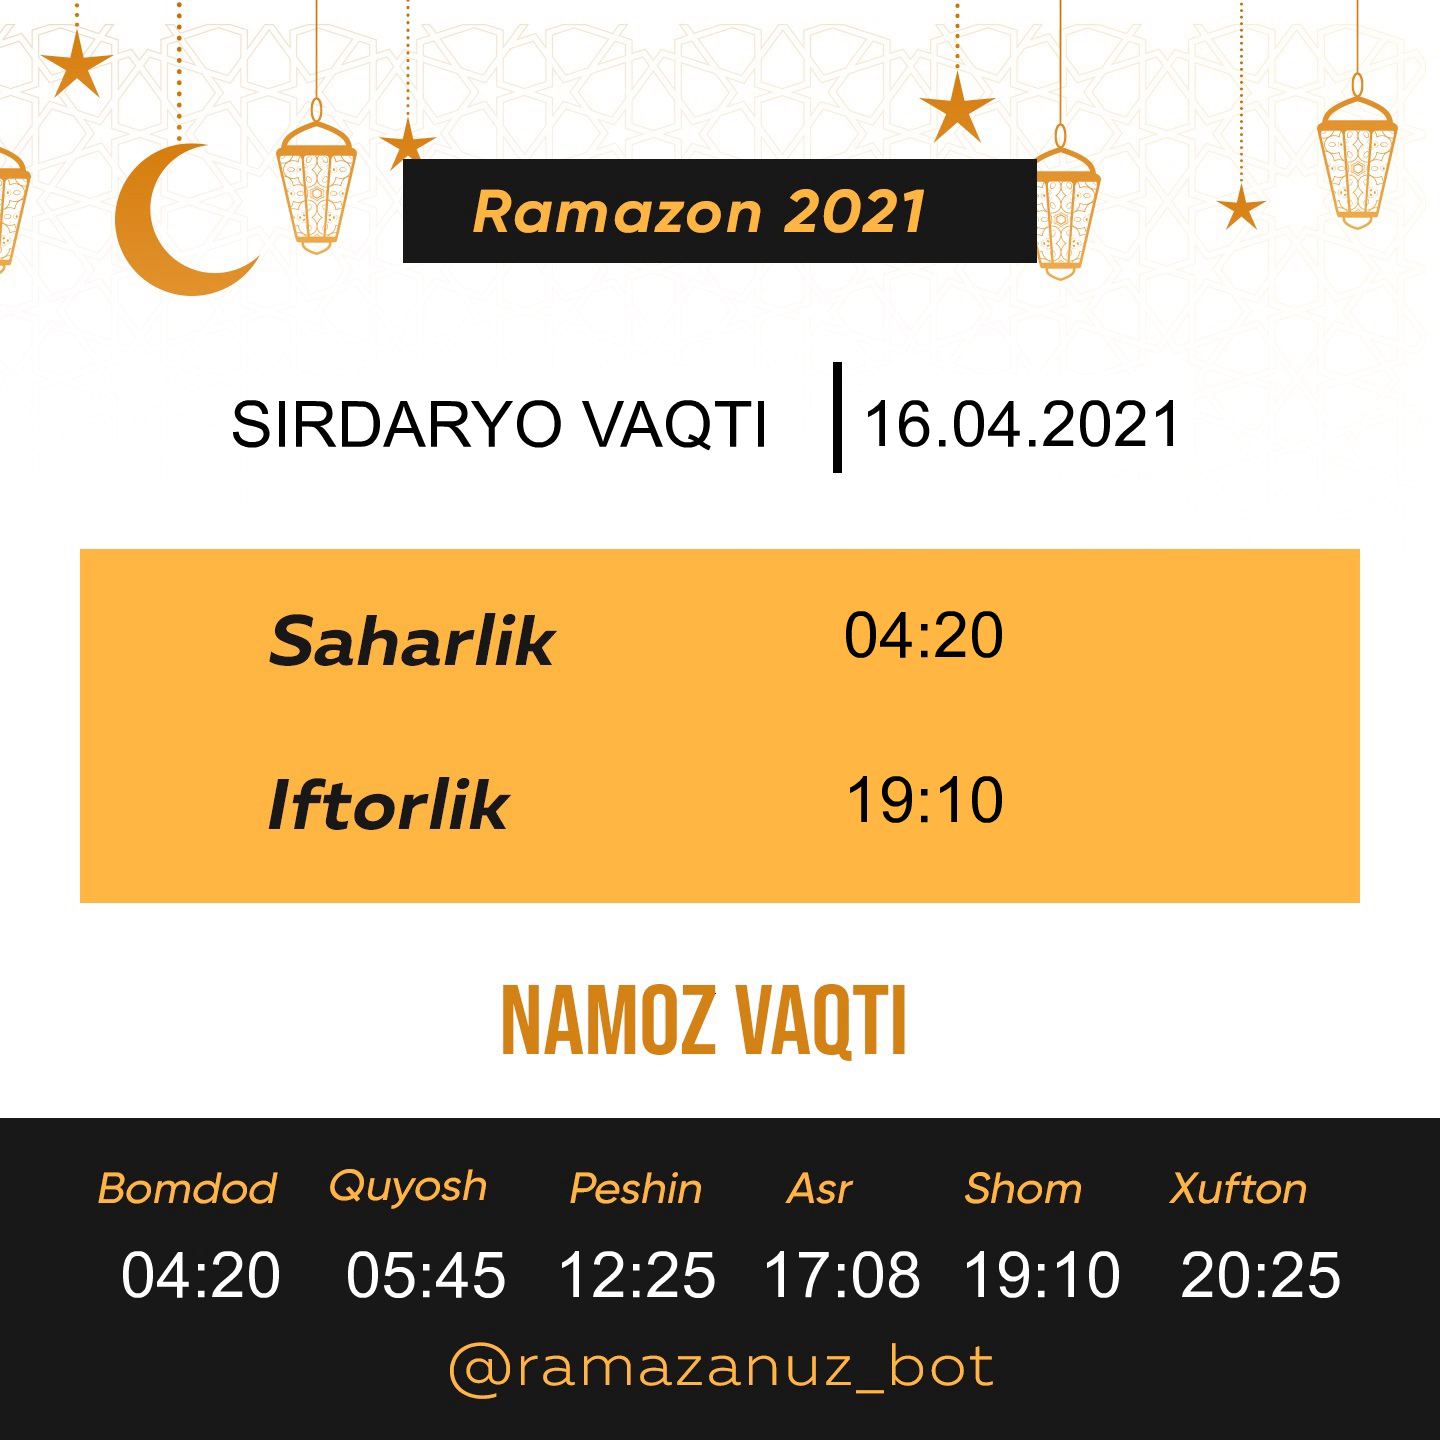 Ramazon 2021
SIRDARYO VAQTI | 16.04.2021
Saharlik 04:20
Iftorlik 19:10
NAMOZ VAQTI
Bomdod Quyosh Peshin Asr Shom Xufton
04:20 05:45 12:25 17:08 19:10 20:25
@ramazanuz_bot